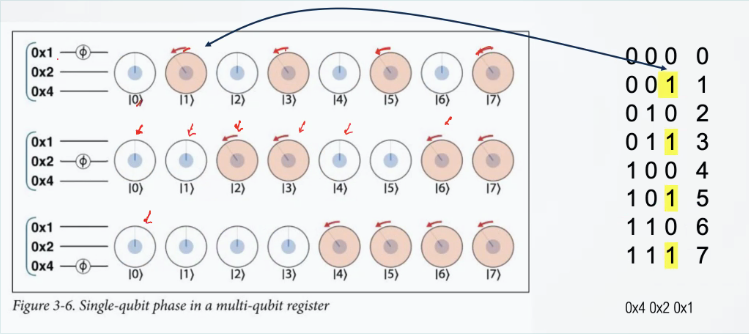 0x1 ϕ
0x2
0x4
|0⟩ |1⟩ |2⟩ |3⟩ |4⟩ |5⟩ |6⟩ |7⟩
0x1
0x2 ϕ
0x4
|0⟩ |1⟩ |2⟩ |3⟩ |4⟩ |5⟩ |6⟩ |7⟩
0x1
0x2
0x4 ϕ
|0⟩ |1⟩ |2⟩ |3⟩ |4⟩ |5⟩ |6⟩ |7⟩
Figure 3-6. Single-qubit phase in a multi-qubit register
0 0 0 0
0 0 1 1
0 1 0 2
0 1 1 3
1 0 0 4
1 0 1 5
1 1 0 6
1 1 1 7
0x4 0x2 0x1